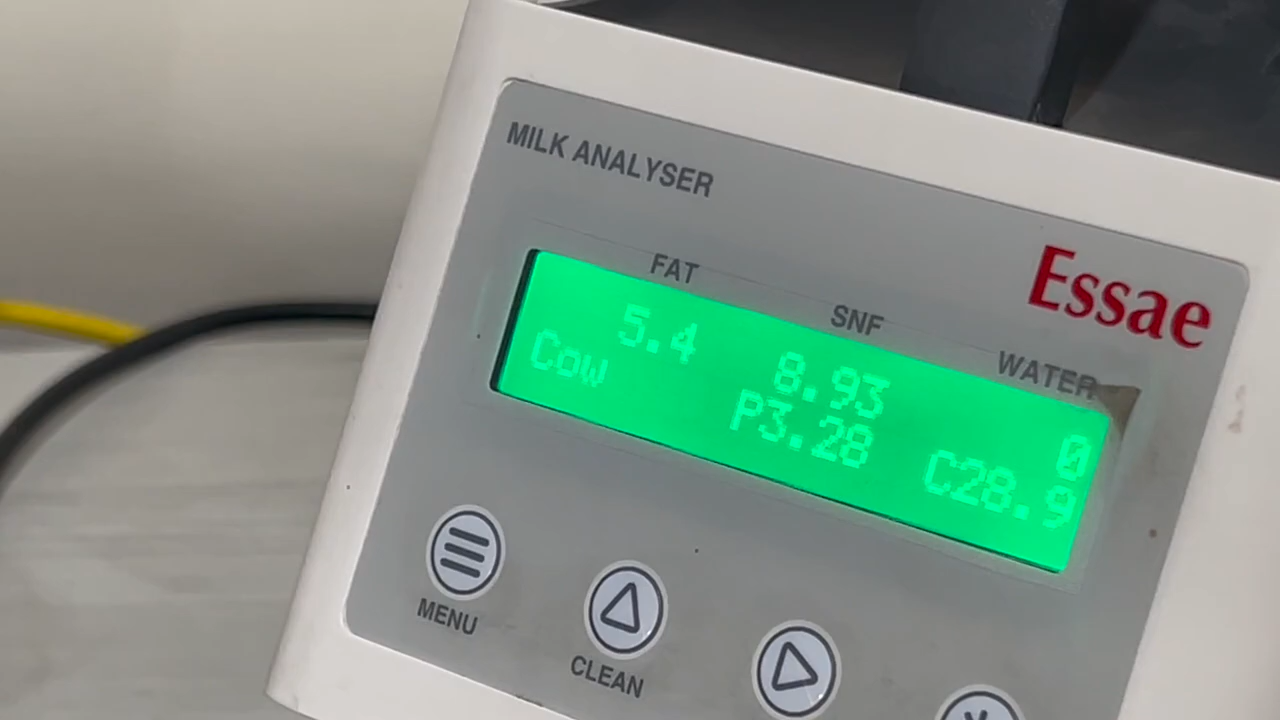 MILK ANALYSER
Essae
FAT SNF WATER
5.4 8.93 0
Cow P3.28 C28.9
MENU
CLEAN